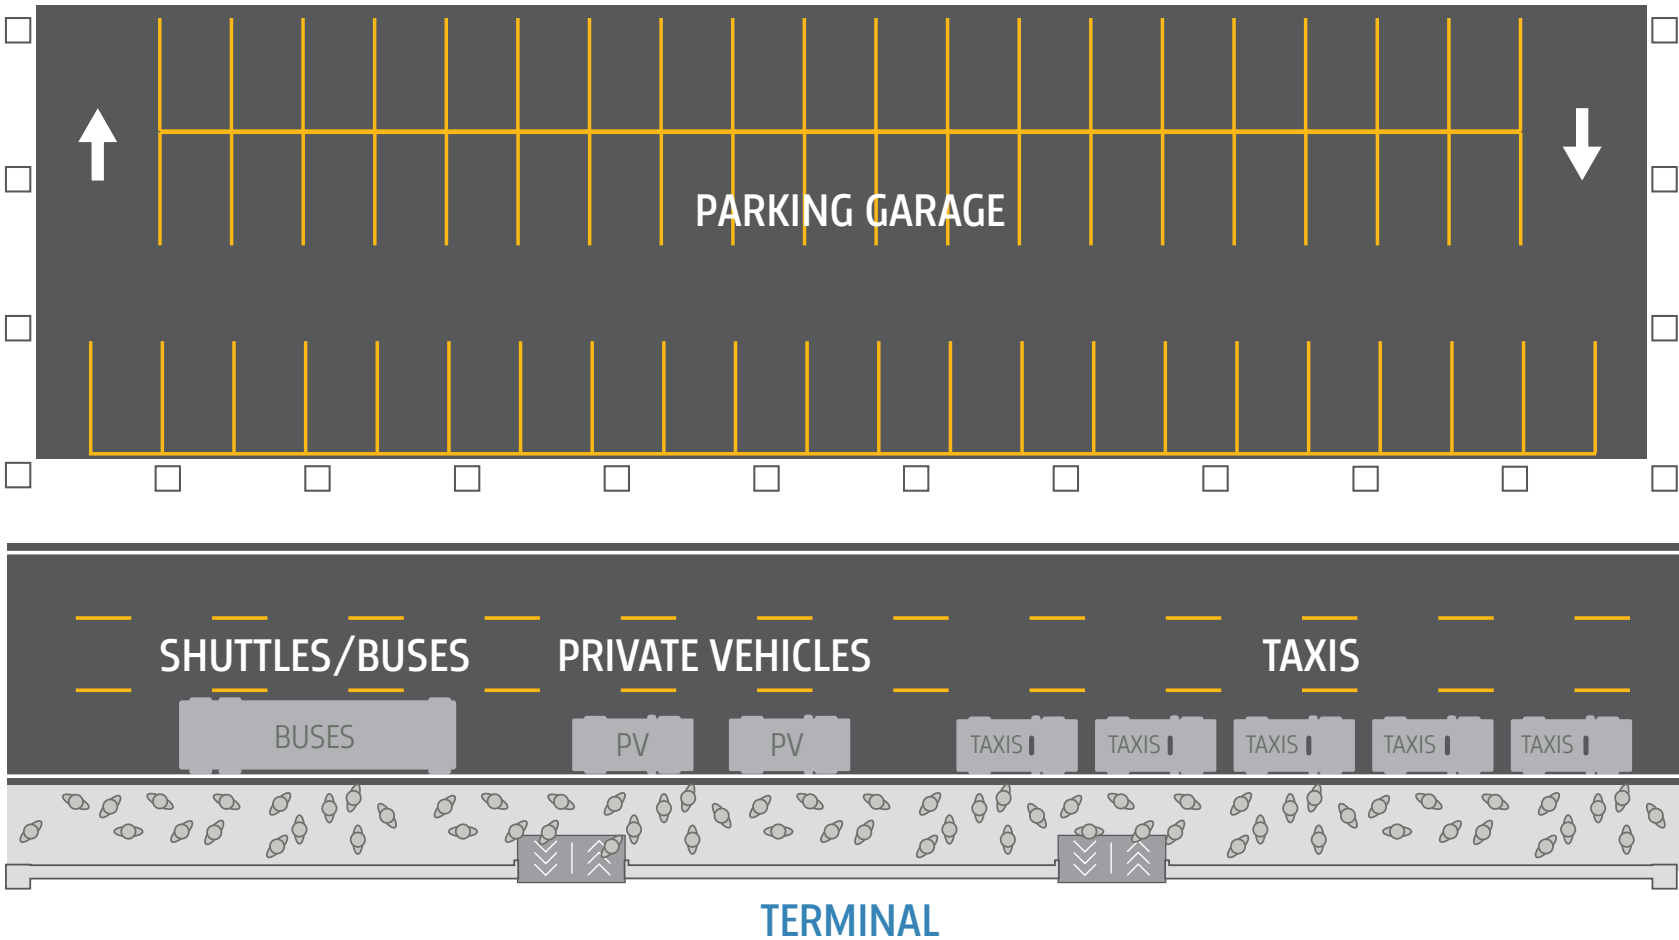 PARKING GARAGE
SHUTTLES/BUSES PRIVATE VEHICLES TAXIS
BUSES PV PV TAXIS TAXIS TAXIS TAXIS TAXIS
TERMINAL